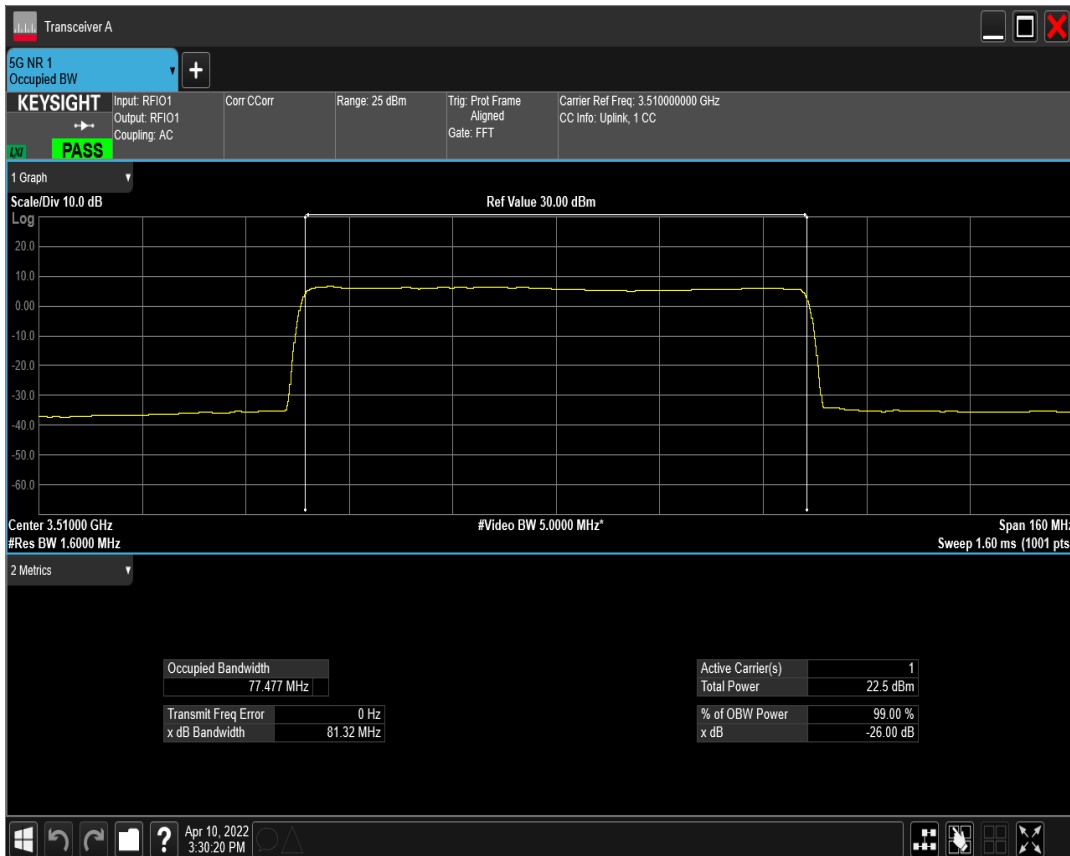 Transceiver A
5G NR 1
Occupied BW
KEYSIGHT
LXI
PASS
Input: RFIO1
Output: RFIO1
Coupling: AC
Corr CCorr
Range: 25 dBm
Trig: Prot Frame
Aligned
Gate: FFT
Carrier Ref Freq: 3.510000000 GHz
CC Info: Uplink, 1 CC
1 Graph
Scale/Div 10.0 dB
Ref Value 30.00 dBm
Log
20.0
10.0
0.00
-10.0
-20.0
-30.0
-40.0
-50.0
-60.0
Center 3.51000 GHz
#Video BW 5.0000 MHz*
Span 160 MHz
#Res BW 1.6000 MHz
Sweep 1.60 ms (1001 pts
2 Metrics
Occupied Bandwidth
77.477 MHz
Transmit Freq Error 0 Hz
x dB Bandwidth 81.32 MHz
Active Carrier(s) 1
Total Power 22.5 dBm
% of OBW Power 99.00 %
x dB -26.00 dB
?
Apr 10, 2022
3:30:20 PM